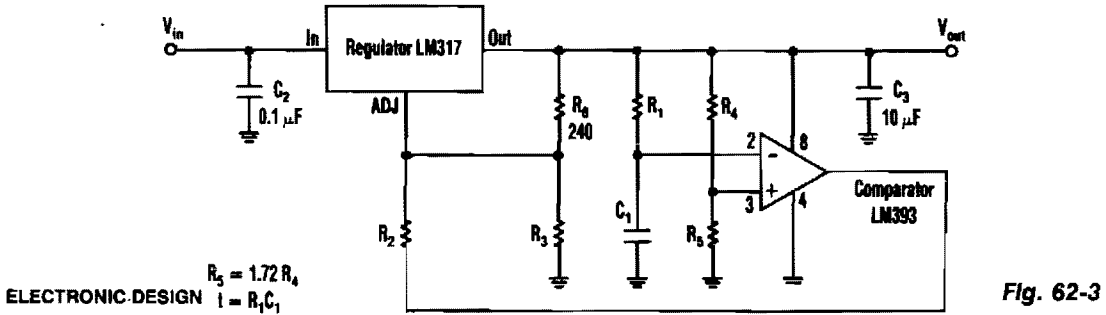 V_in
V_out
In
Regulator LM317
Out
ADJ
C_2
0.1 μF
R_6
240
R_1
R_4
C_3
10 μF
2
8
-
+
3
4
Comparator
LM393
C_1
R_2
R_3
R_5
R_5 = 1.72 R_4
ELECTRONIC DESIGN
t = R_1C_1
Fig. 62-3